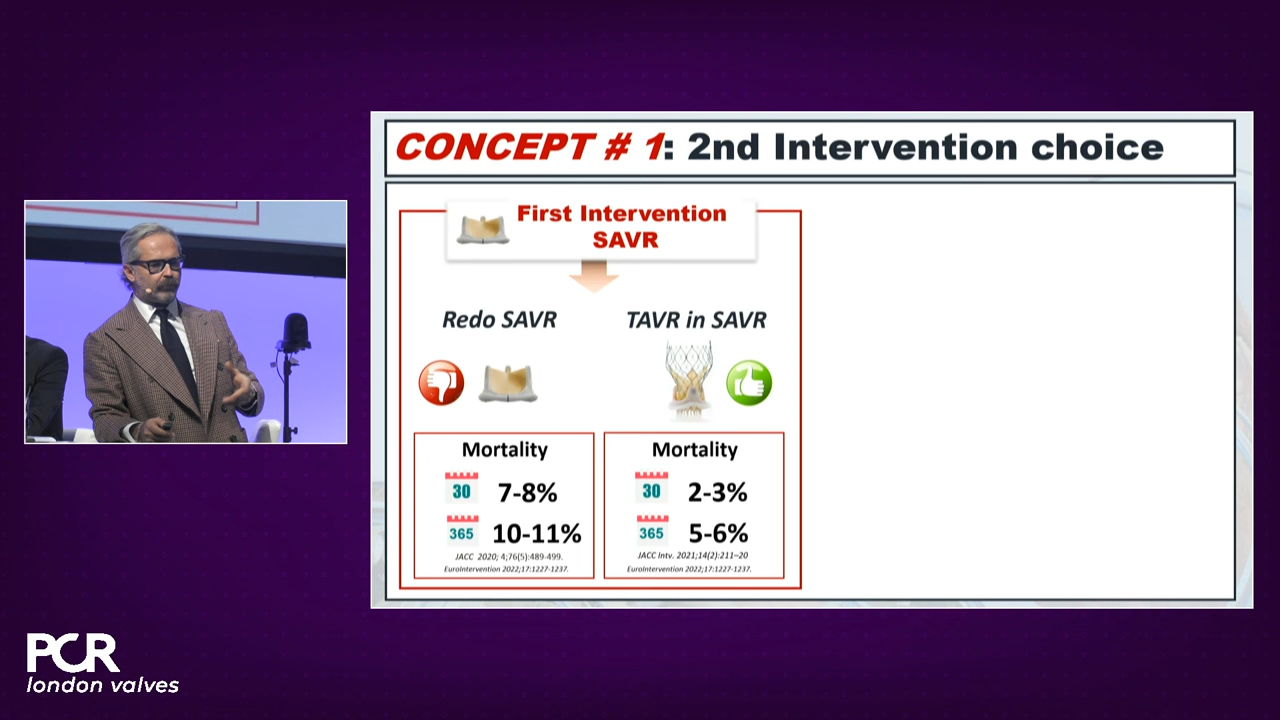 CONCEPT # 1: 2nd Intervention choice
First Intervention
SAVR
Redo SAVR
TAVR in SAVR
Mortality
30
7-8%
365
10-11%
JACC 2020; 4;76(5):489-499.
EuroIntervention 2022;17:1227-1237.
Mortality
30
2-3%
365
5-6%
JACC Intv. 2021;14(2):211–20
EuroIntervention 2022;17:1227-1237.
PCR
london valves